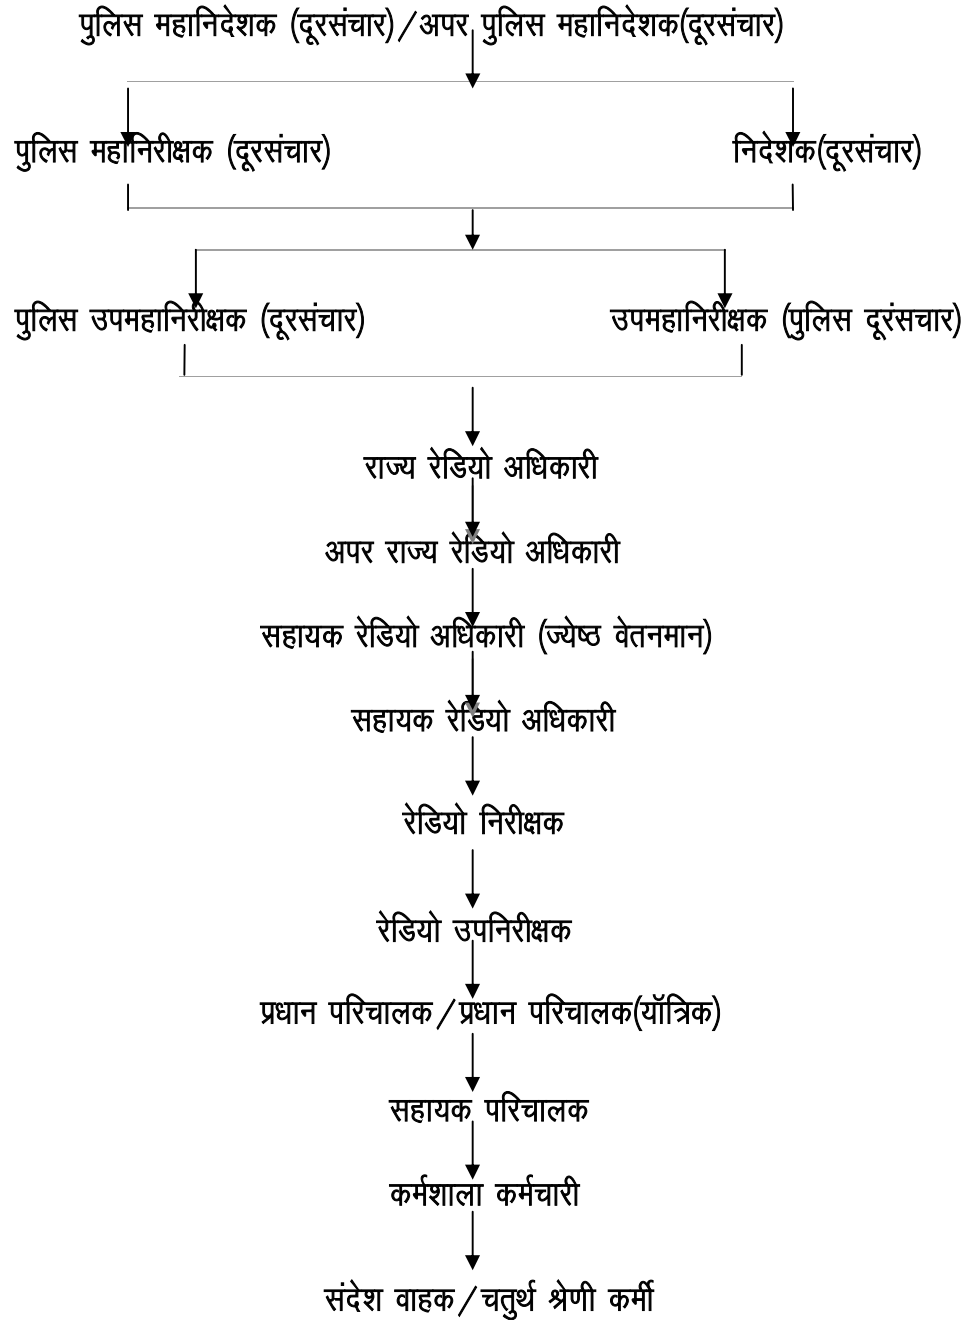 पुलिस महानिदेशक (दूरसंचार)/अपर पुलिस महानिदेशक(दूरसंचार)
पुलिस महानिरीक्षक (दूरसंचार) निदेशक(दूरसंचार)
पुलिस उपमहानिरीक्षक (दूरसंचार) उपमहानिरीक्षक (पुलिस दूरंसचार)
राज्य रेडियो अधिकारी
अपर राज्य रेडियो अधिकारी
सहायक रेडियो अधिकारी (ज्येष्ठ वेतनमान)
सहायक रेडियो अधिकारी
रेडियो निरीक्षक
रेडियो उपनिरीक्षक
प्रधान परिचालक/प्रधान परिचालक(यॉत्रिक)
सहायक परिचालक
कर्मशाला कर्मचारी
संदेश वाहक/चतुर्थ श्रेणी कर्मी